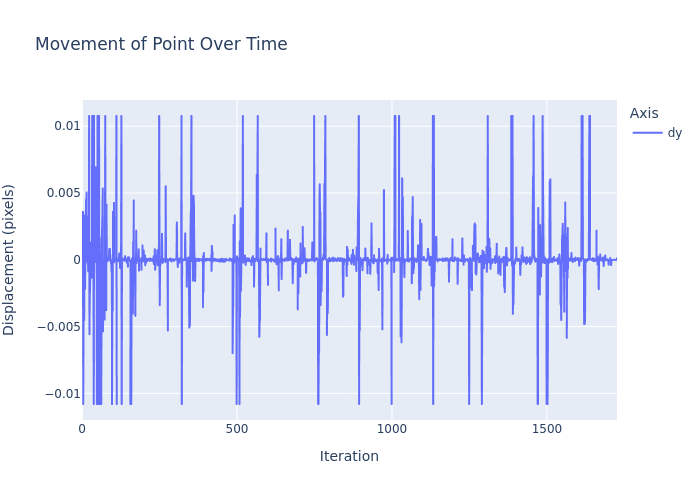 Movement of Point Over Time
Axis
dy
0.01
0.005
0
−0.005
−0.01
0
500
1000
1500
Iteration
Displacement (pixels)